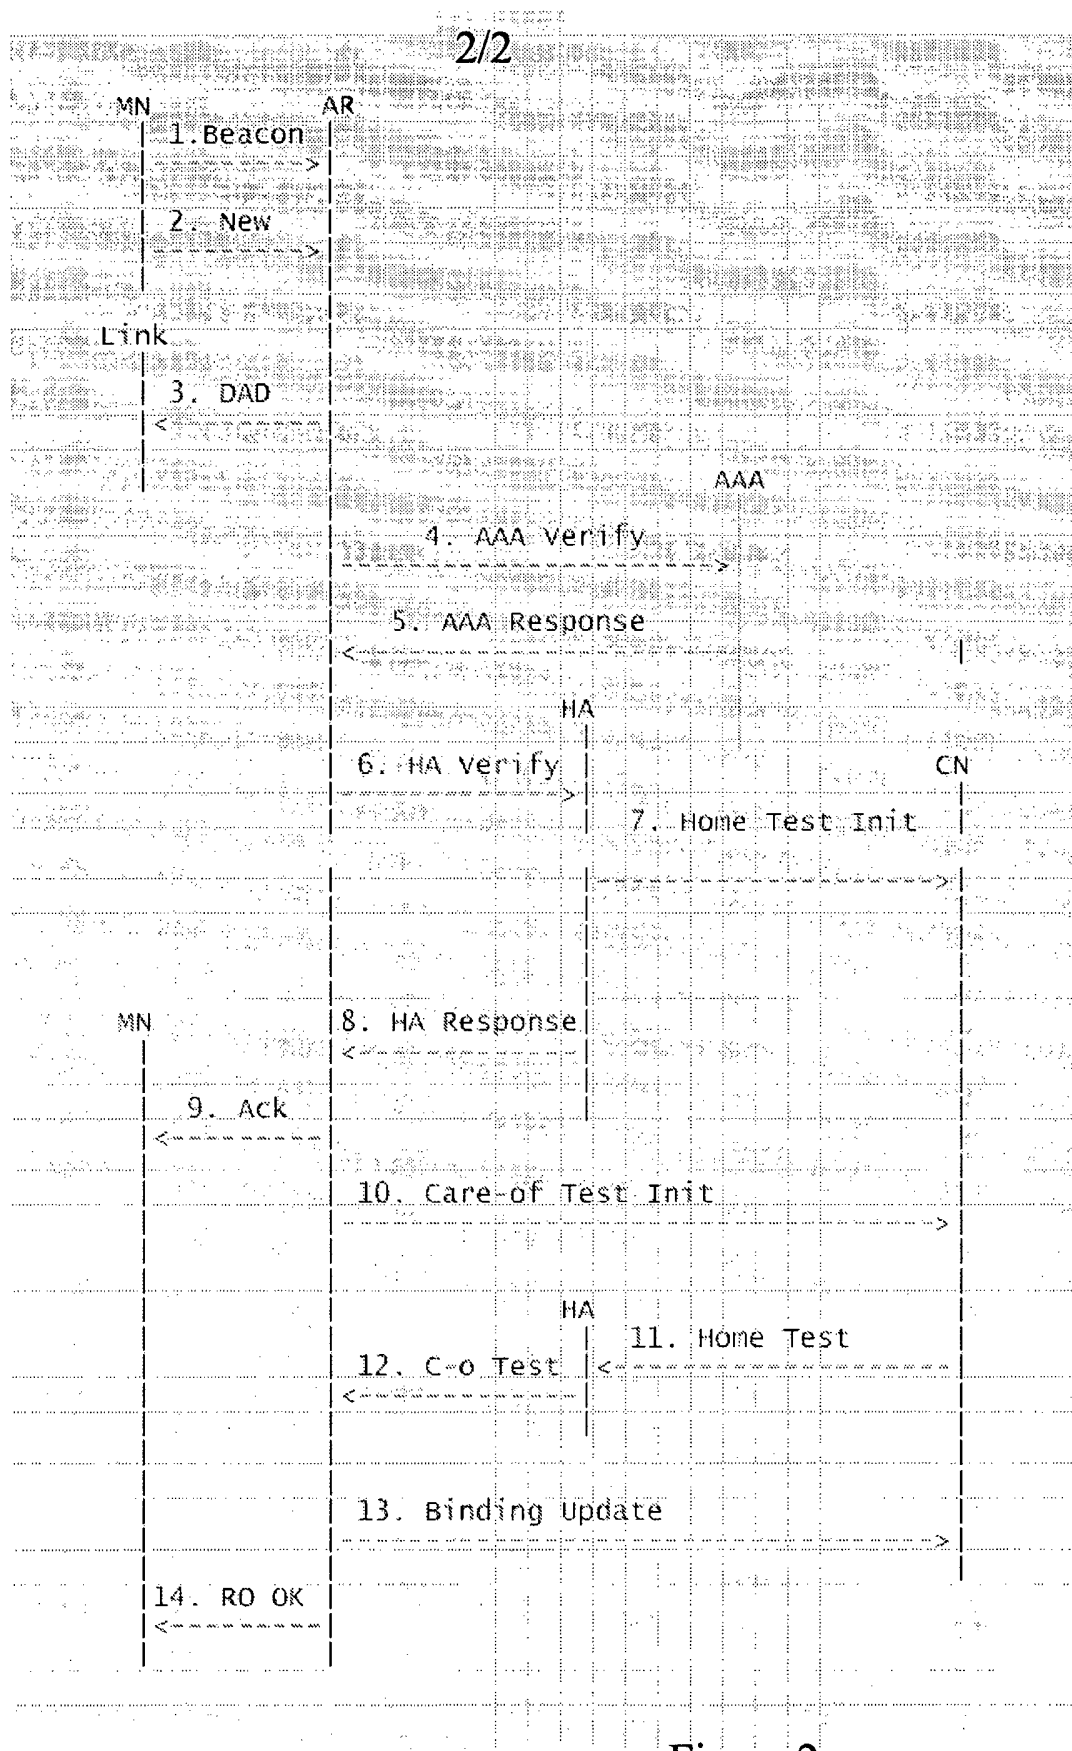 2/2
MN AR
1.Beacon
2. New
Link
3. DAD
AAA
4. AAA Verify
5. AAA Response
HA
6. HA Verify
CN
7. Home Test Init
MN
8. HA Response
9. Ack
10. Care-of Test Init
HA
11. Home Test
12. C-o Test
13. Binding Update
14. RO OK